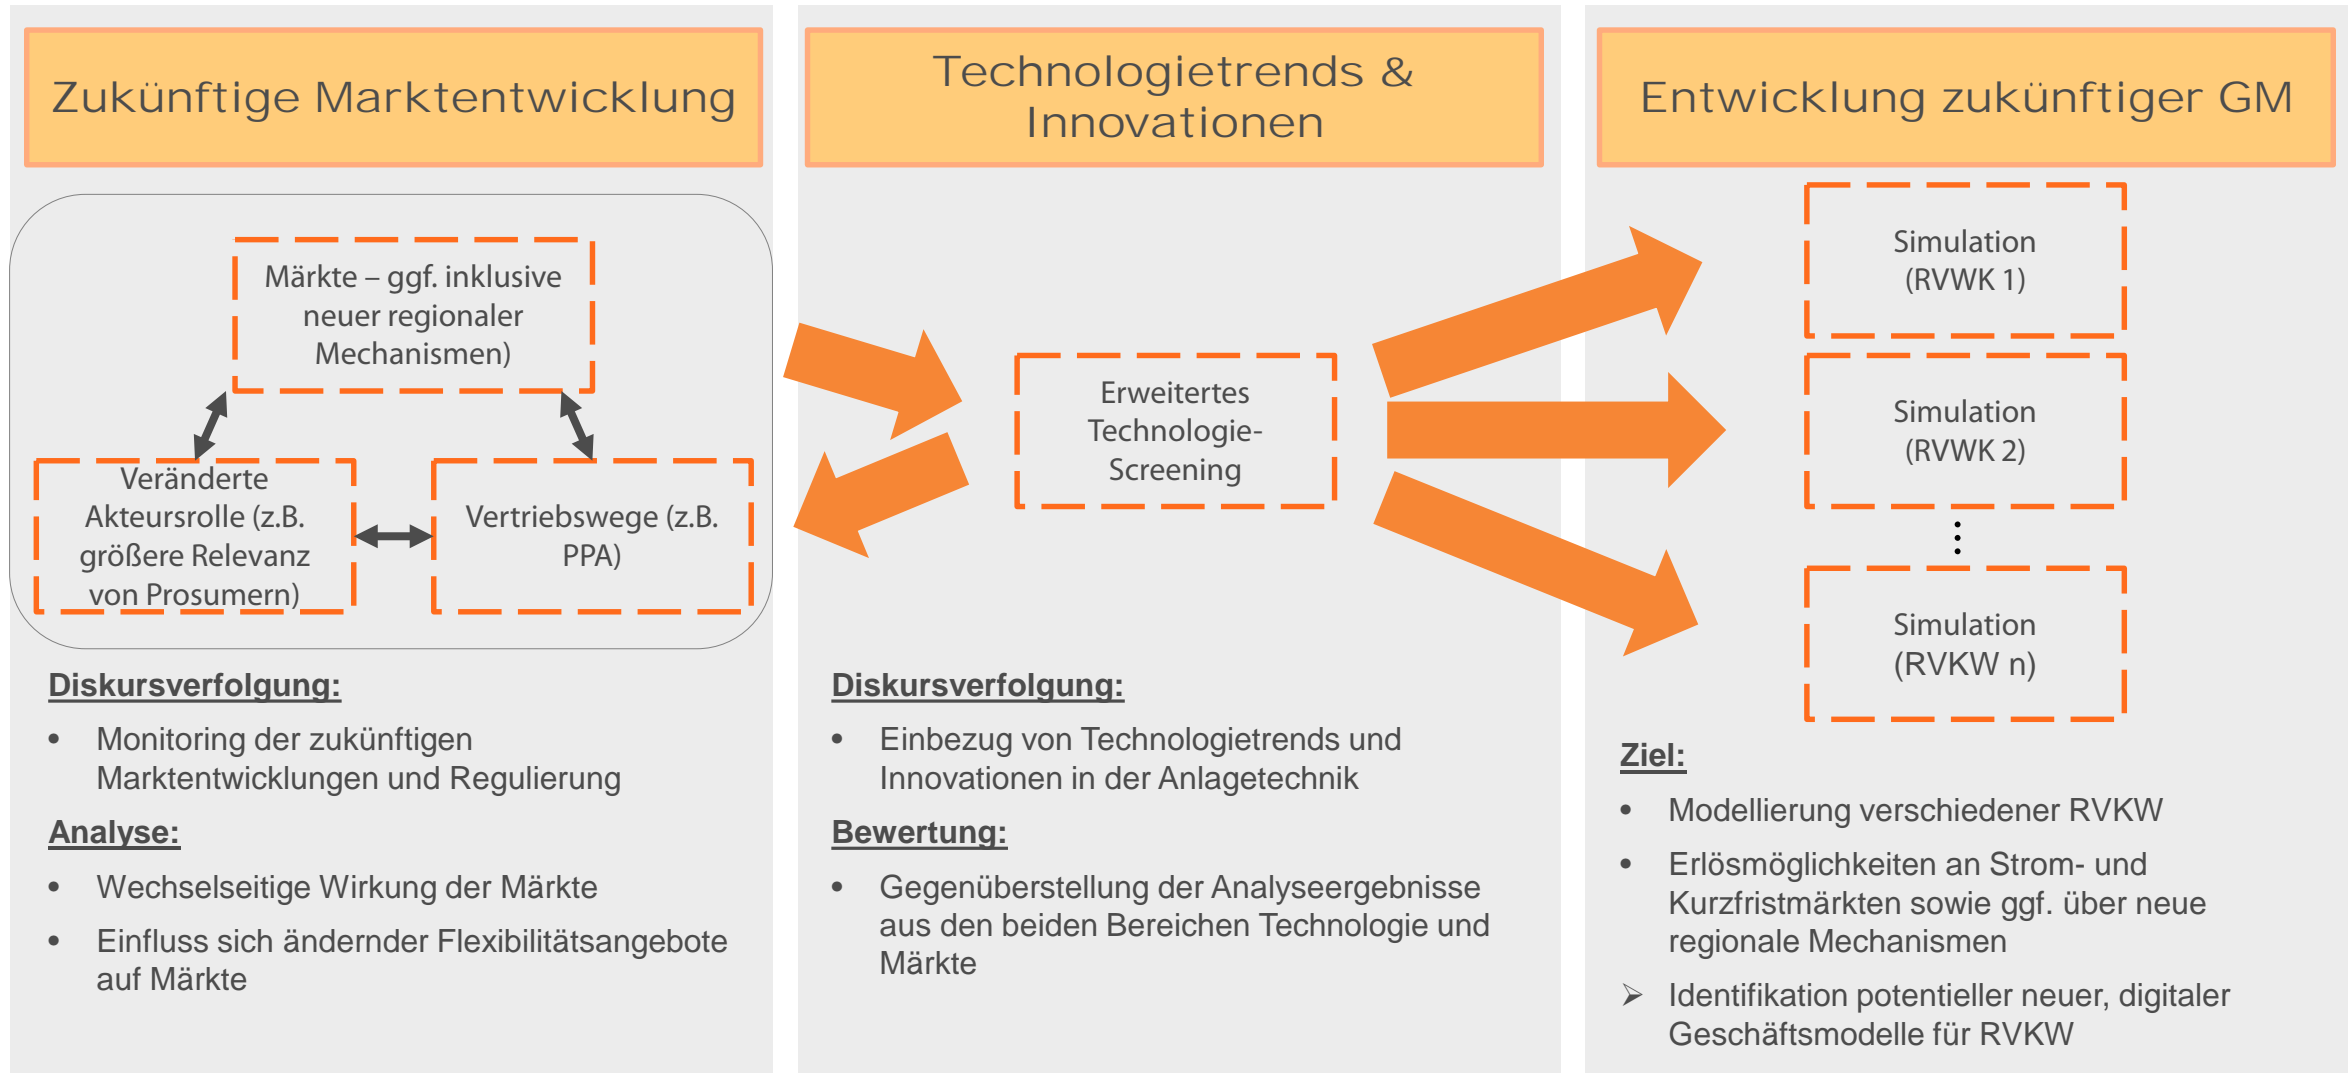 Zukünftige Marktentwicklung
Märkte – ggf. inklusive
neuer regionaler
Mechanismen)
Veränderte
Akteursrolle (z.B.
größere Relevanz
von Prosumern)
Vertriebswege (z.B.
PPA)
Diskursverfolgung:
• Monitoring der zukünftigen
Marktentwicklungen und Regulierung
Analyse:
• Wechselseitige Wirkung der Märkte
• Einfluss sich ändernder Flexibilitätsangebote
auf Märkte
Technologietrends &
Innovationen
Erweitertes
Technologie-
Screening
Diskursverfolgung:
• Einbezug von Technologietrends und
Innovationen in der Anlagetechnik
Bewertung:
• Gegenüberstellung der Analyseergebnisse
aus den beiden Bereichen Technologie und
Märkte
Entwicklung zukünftiger GM
Simulation
(RVWK 1)
Simulation
(RVWK 2)
Simulation
(RVKW n)
Ziel:
• Modellierung verschiedener RVKW
• Erlösmöglichkeiten an Strom- und
Kurzfristmärkten sowie ggf. über neue
regionale Mechanismen
➢ Identifikation potentieller neuer, digitaler
Geschäftsmodelle für RVKW